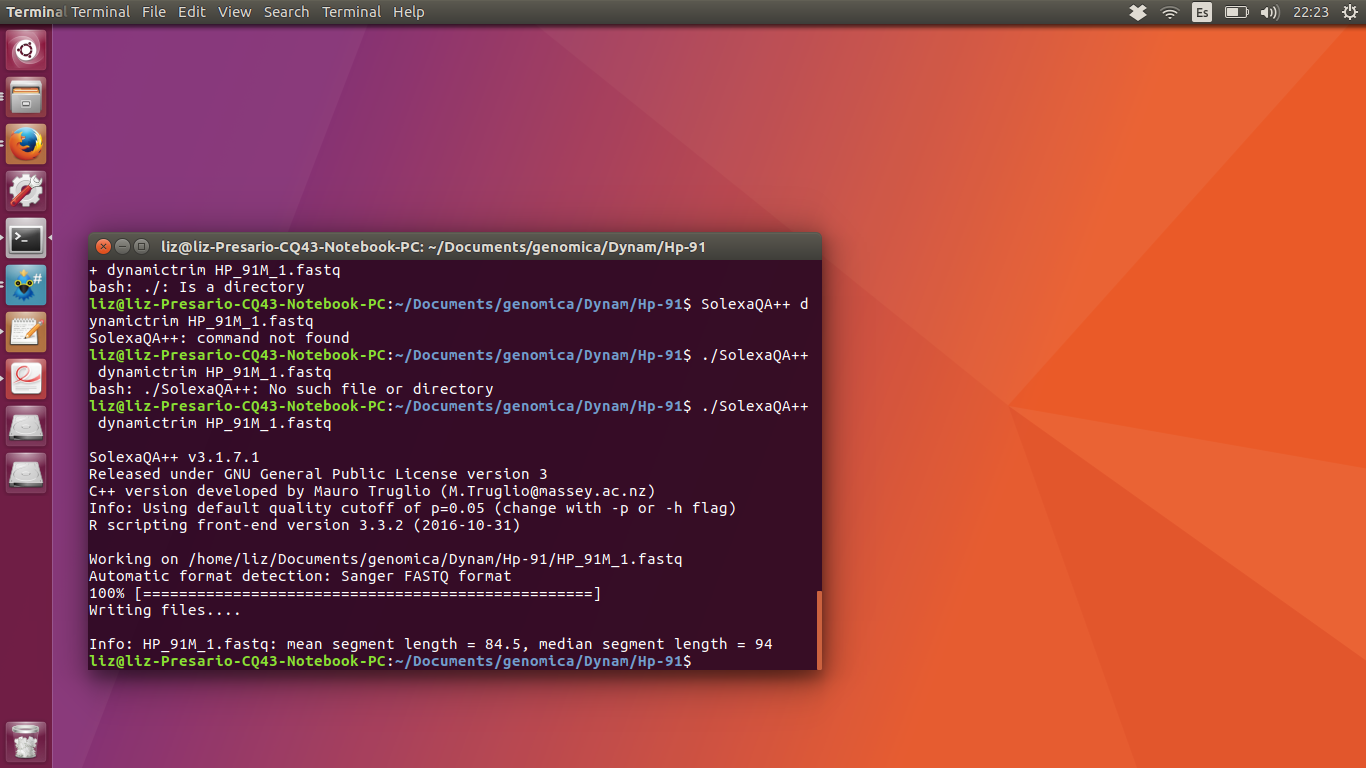 Terminal Terminal File Edit View Search Terminal Help Es 22:23
liz@liz-Presario-CQ43-Notebook-PC: ~/Documents/genomica/Dynam/Hp-91
+ dynamictrim HP_91M_1.fastq
bash: ./: Is a directory
liz@liz-Presario-CQ43-Notebook-PC:~/Documents/genomica/Dynam/Hp-91$ SolexaQA++ d
ynamictrim HP_91M_1.fastq
SolexaQA++: command not found
liz@liz-Presario-CQ43-Notebook-PC:~/Documents/genomica/Dynam/Hp-91$ ./SolexaQA++
 dynamictrim HP_91M_1.fastq
bash: ./SolexaQA++: No such file or directory
liz@liz-Presario-CQ43-Notebook-PC:~/Documents/genomica/Dynam/Hp-91$ ./SolexaQA++
 dynamictrim HP_91M_1.fastq
SolexaQA++ v3.1.7.1
Released under GNU General Public License version 3
C++ version developed by Mauro Truglio (M.Truglio@massey.ac.nz)
Info: Using default quality cutoff of p=0.05 (change with -p or -h flag)
R scripting front-end version 3.3.2 (2016-10-31)
Working on /home/liz/Documents/genomica/Dynam/Hp-91/HP_91M_1.fastq
Automatic format detection: Sanger FASTQ format
100% [==================================================]
Writing files....
Info: HP_91M_1.fastq: mean segment length = 84.5, median segment length = 94
liz@liz-Presario-CQ43-Notebook-PC:~/Documents/genomica/Dynam/Hp-91$